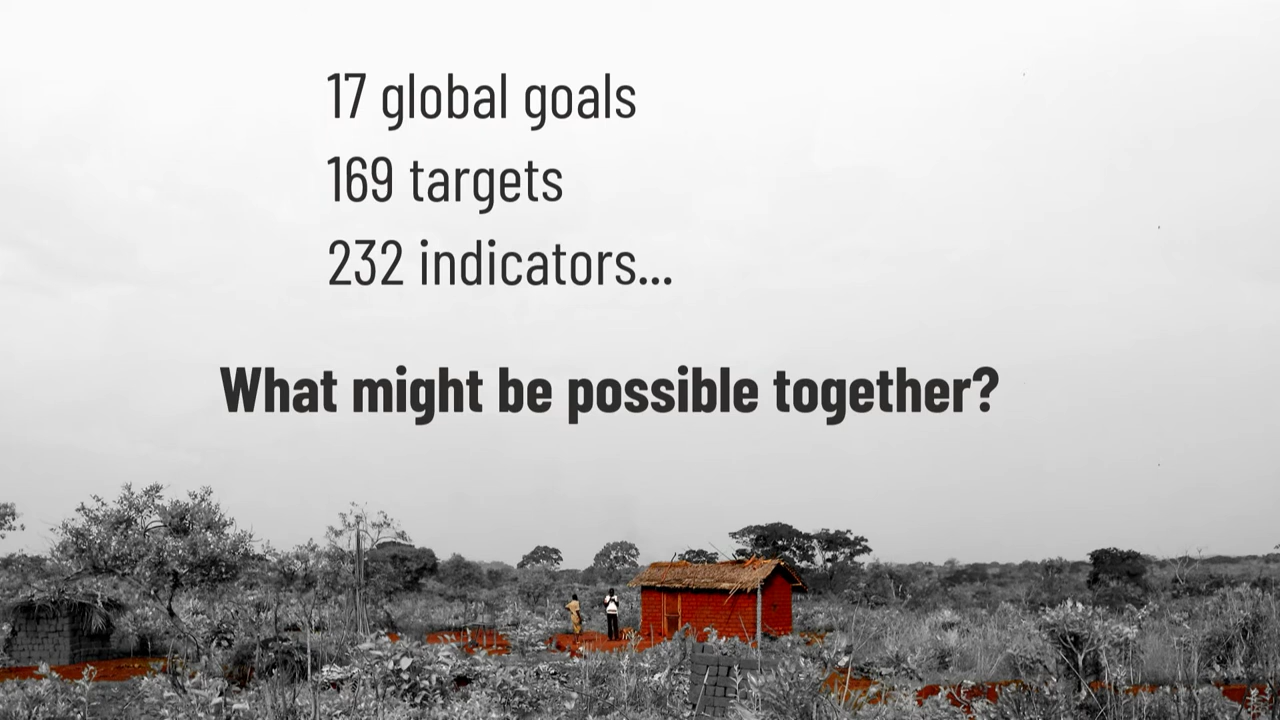 17 global goals
169 targets
232 indicators...
What might be possible together?